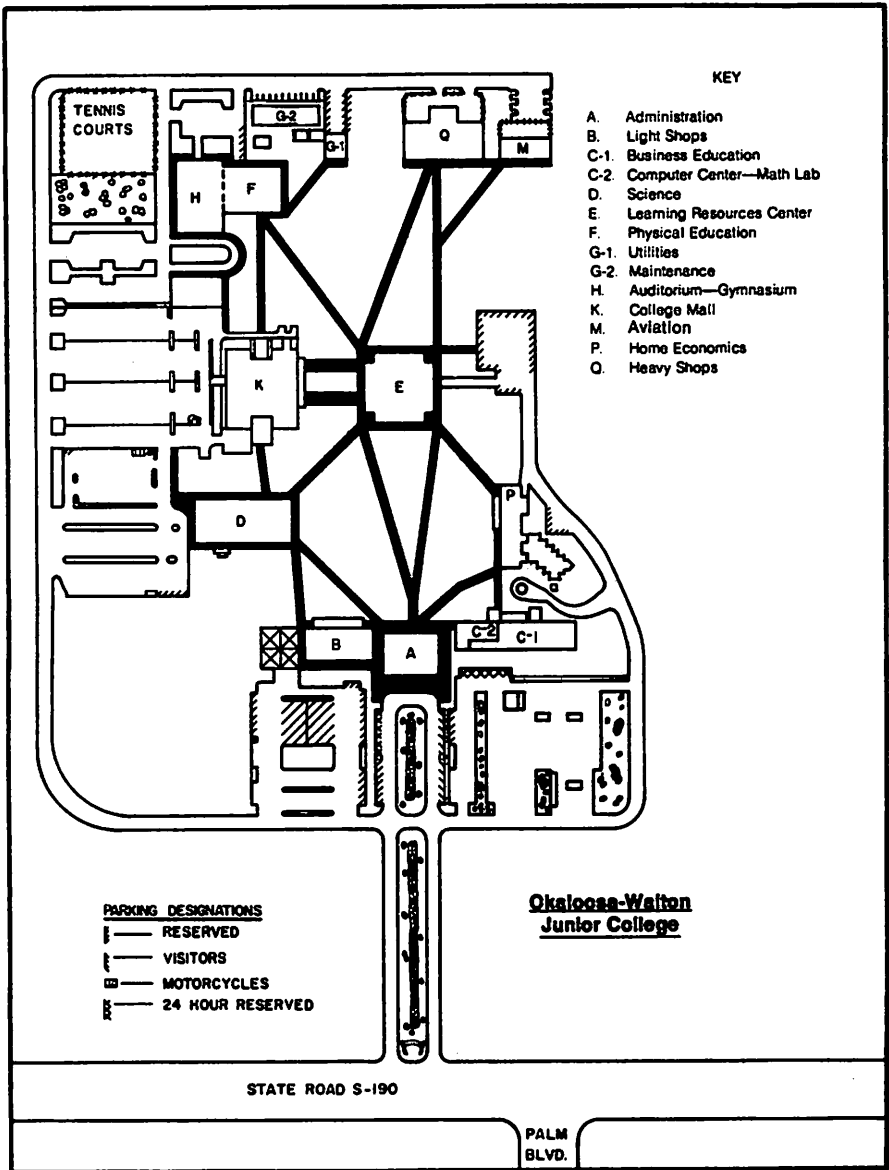 KEY
A. Administration
B. Light Shops
C-1. Business Education
C-2. Computer Center—Math Lab
D. Science
E. Learning Resources Center
F. Physical Education
G-1. Utilities
G-2. Maintenance
H. Auditorium—Gymnasium
K. College Mall
M. Aviation
P. Home Economics
Q. Heavy Shops
TENNIS
COURTS
G-2
G-1
Q
M
H
F
K
E
P
D
B
A
C-2
C-1
PARKING DESIGNATIONS
RESERVED
VISITORS
MOTORCYCLES
24 HOUR RESERVED
Okaloosa-Walton
Junior College
STATE ROAD S-190
PALM
BLVD.